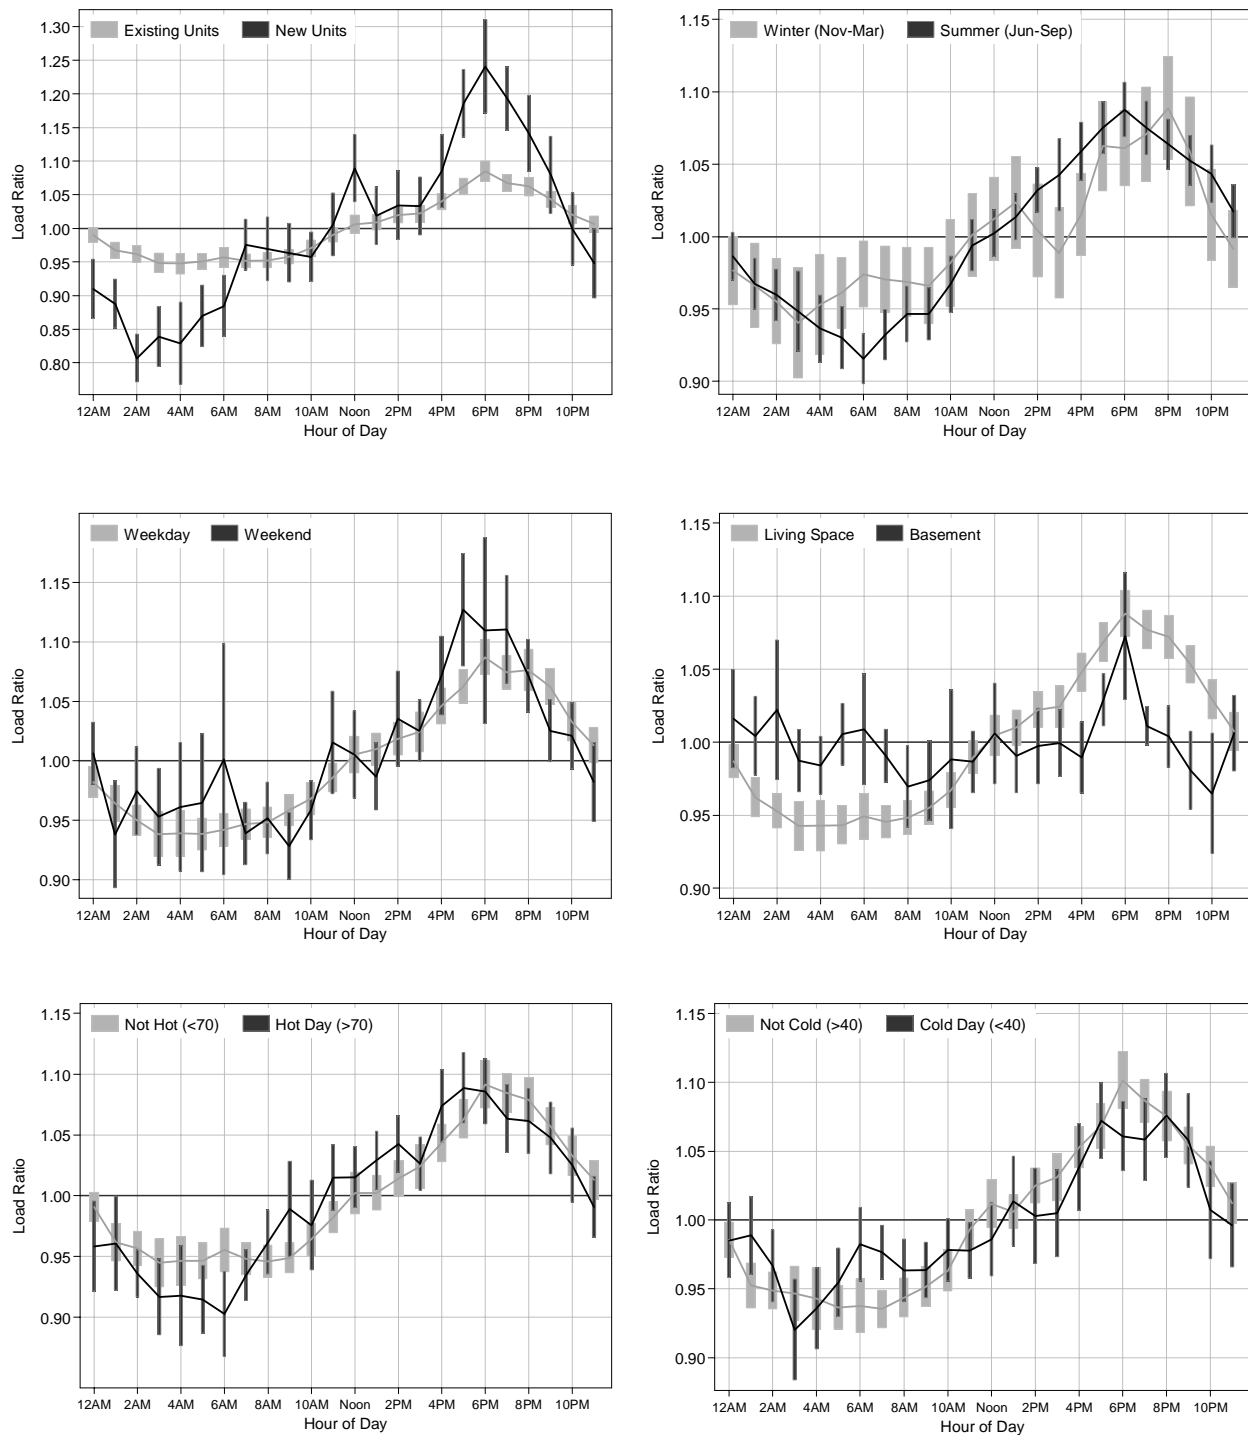 Existing Units New Units
1.30
1.25
1.20
1.15
1.10
1.05
1.00
0.95
0.90
0.85
0.80
Load Ratio
12AM 2AM 4AM 6AM 8AM 10AM Noon 2PM 4PM 6PM 8PM 10PM
Hour of Day
Winter (Nov-Mar) Summer (Jun-Sep)
1.15
1.10
1.05
1.00
0.95
0.90
Load Ratio
12AM 2AM 4AM 6AM 8AM 10AM Noon 2PM 4PM 6PM 8PM 10PM
Hour of Day
Weekday Weekend
1.15
1.10
1.05
1.00
0.95
0.90
Load Ratio
12AM 2AM 4AM 6AM 8AM 10AM Noon 2PM 4PM 6PM 8PM 10PM
Hour of Day
Living Space Basement
1.15
1.10
1.05
1.00
0.95
0.90
Load Ratio
12AM 2AM 4AM 6AM 8AM 10AM Noon 2PM 4PM 6PM 8PM 10PM
Hour of Day
Not Hot (<70) Hot Day (>70)
1.15
1.10
1.05
1.00
0.95
0.90
Load Ratio
12AM 2AM 4AM 6AM 8AM 10AM Noon 2PM 4PM 6PM 8PM 10PM
Hour of Day
Not Cold (>40) Cold Day (<40)
1.15
1.10
1.05
1.00
0.95
0.90
Load Ratio
12AM 2AM 4AM 6AM 8AM 10AM Noon 2PM 4PM 6PM 8PM 10PM
Hour of Day